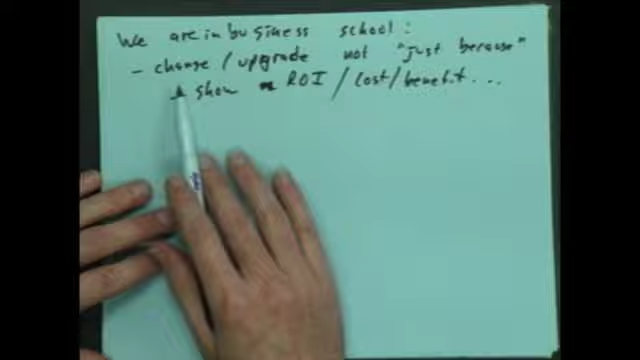 We are in business school:
- change / upgrade not "just because"
- show ROI / cost/benefit...